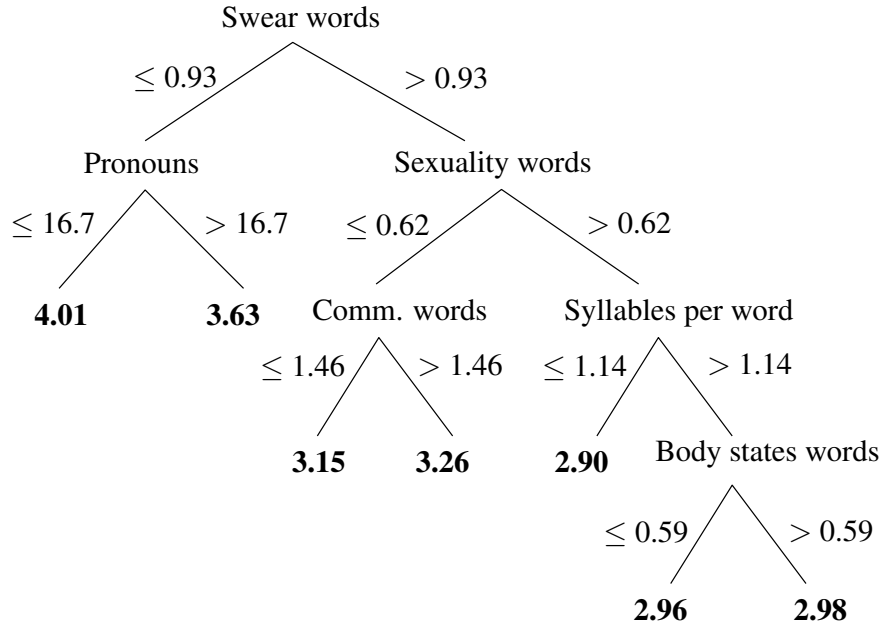 Swear words
≤ 0.93 > 0.93
Pronouns Sexuality words
≤ 16.7 > 16.7 ≤ 0.62 > 0.62
4.01 3.63 Comm. words Syllables per word
≤ 1.46 > 1.46 ≤ 1.14 > 1.14
3.15 3.26 2.90 Body states words
≤ 0.59 > 0.59
2.96 2.98